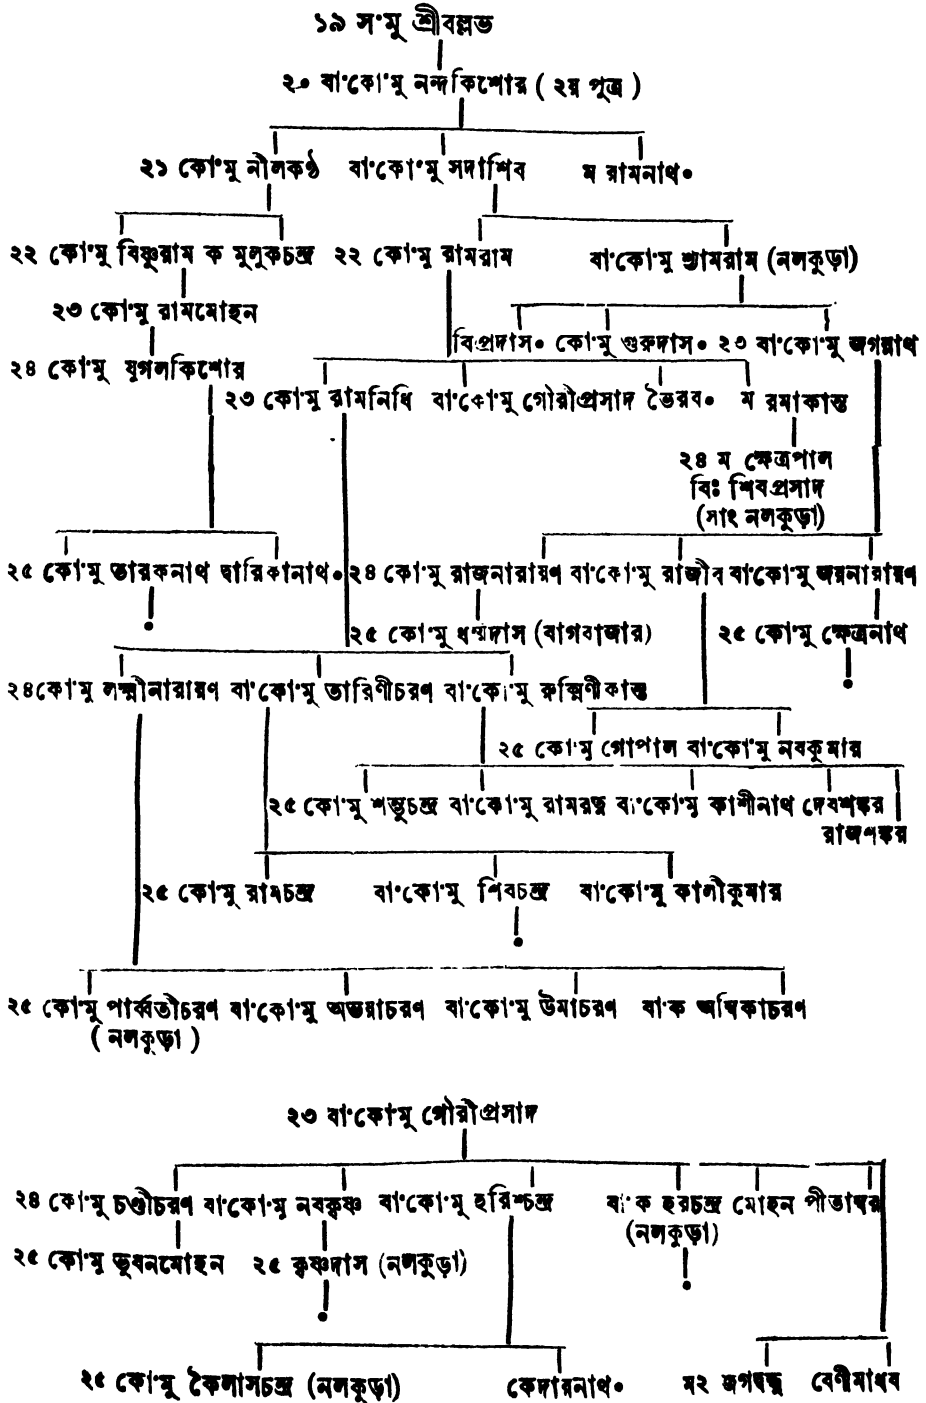 ১৯ স৽মু শ্রীবল্লভ
২০ বা৽কো৽মু নন্দকিশোর ( ২য় পুত্র )
২১ কো৽মু নীলকণ্ঠ বা৽কো৽মু সদাশিব ম রামনাথ০
২২ কো৽মু বিষ্ণুরাম ক মুলুকচন্দ্র ২২ কো৽মু রামরাম বা৽কো৽মু শ্যামরাম (নলকুড়া)
২৩ কো৽মু রামমোহন
বিপ্রদাস০ কো৽মু গুরুদাস০ ২৩ বা৽কো৽মু জগন্নাথ
২৪ কো৽মু যুগলকিশোর
২৩ কো৽মু রামনিধি বা৽কো৽মু গৌরীপ্রসাদ ভৈরব০ ম রমাকান্ত
২৪ ম ক্ষেত্রপাল
বিঃ শিবপ্রসাদ
(সাং নলকুড়া)
২৫ কো৽মু তারকনাথ দ্বারিকানাথ০ ২৪ কো৽মু রাজনারায়ণ বা৽কো৽মু রাজীব বা৽কো৽মু জয়নারায়ণ
২৫ কো৽মু ধর্ম্মদাস (বাগবাজার) ২৫ কো৽মু ক্ষেত্রনাথ
২৪কো৽মু লক্ষ্মীনারায়ণ বা৽কো৽মু তারিণীচরণ বা৽কো৽মু রুক্মিণীকান্ত
২৫ কো৽মু গোপাল বা৽কো৽মু নবকুমার
২৫ কো৽মু শম্ভুচন্দ্র বা৽কো৽মু রামরত্ন বা৽কো৽মু কাশীনাথ দেবশঙ্কর
রাজশঙ্কর
২৫ কো৽মু রামচন্দ্র বা৽কো৽মু শিবচন্দ্র বা৽কো৽মু কালীকুমার
২৫ কো৽মু পার্ব্বতীচরণ বা৽কো৽মু অভয়াচরণ বা৽কো৽মু উমাচরণ বা৽ক অম্বিকাচরণ
( নলকুড়া )
২৩ বা৽কো৽মু গৌরীপ্রসাদ
২৪ কো৽মু চণ্ডীচরণ বা৽কো৽মু নবকৃষ্ণ বা৽কো৽মু হরিশ্চন্দ্র বা৽ক হরচন্দ্র মোহন পীতাম্বর
(নলকুড়া)
২৫ কো৽মু ভুবনমোহন ২৫ কৃষ্ণদাস (নলকুড়া)
২৫ কো৽মু কৈলাসচন্দ্র (নলকুড়া) কেদারনাথ০ ম২ জগদ্বন্ধু বেণীমাধব